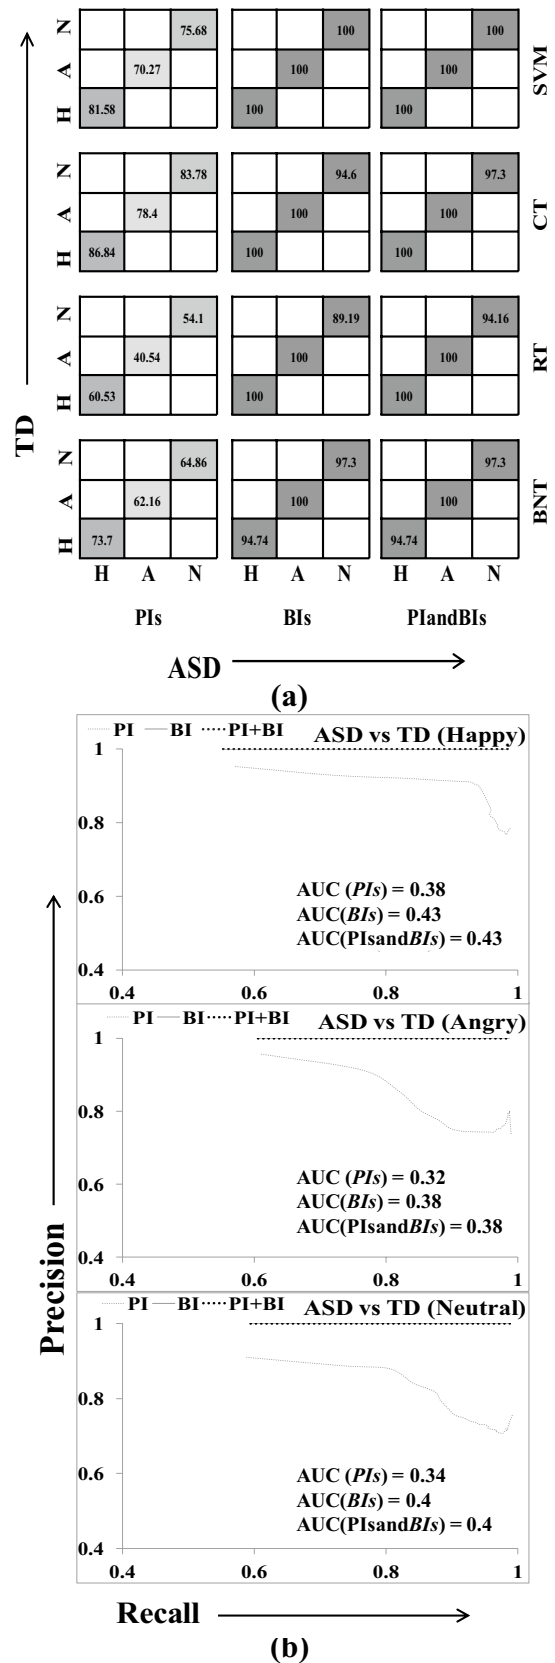 N 75.68 100 100
A 70.27 100 100
H 81.58 100 100
SVM
N 83.78 94.6 97.3
A 78.4 100 100
H 86.84 100 100
CT
N 54.1 89.19 94.16
A 40.54 100 100
H 60.53 100 100
RT
N 64.86 97.3 97.3
A 62.16 100 100
H 73.7 94.74 94.74
BNT
TD
H A N H A N H A N
PIs BIs PIandBIs
ASD
(a)
PI BI PI+BI ASD vs TD (Happy)
1
0.8
0.6
0.4
AUC (PIs) = 0.38
AUC(BIs) = 0.43
AUC(PIsandBIs) = 0.43
0.4 0.6 0.8 1
PI BI PI+BI ASD vs TD (Angry)
1
0.8
0.6
0.4
AUC (PIs) = 0.32
AUC(BIs) = 0.38
AUC(PIsandBIs) = 0.38
0.4 0.6 0.8 1
PI BI PI+BI ASD vs TD (Neutral)
1
0.8
0.6
0.4
AUC (PIs) = 0.34
AUC(BIs) = 0.4
AUC(PIsandBIs) = 0.4
0.4 0.6 0.8 1
Precision
Recall
(b)